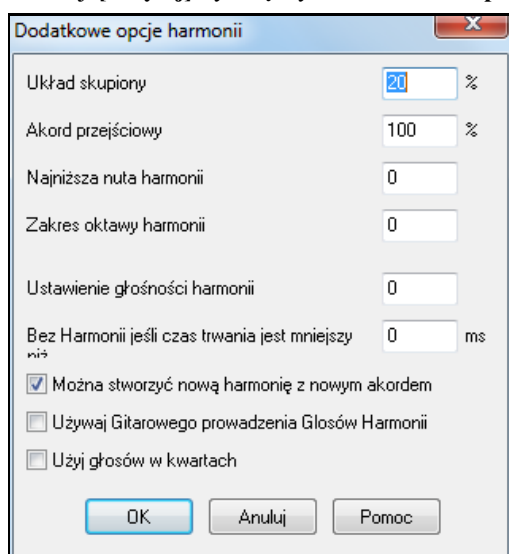 Dodatkowe opcje harmonii
Układ skupiony 20 %
Akord przejściowy 100 %
Najniższa nuta harmonii 0
Zakres oktawy harmonii 0
Ustawienie głośności harmonii 0
Bez Harmonii jeśli czas trwania jest mniejszy 0 ms
niż
Można stworzyć nową harmonię z nowym akordem
Używaj Gitarowego prowadzenia Glosów Harmonii
Użyj głosów w kwartach
OK Anuluj Pomoc